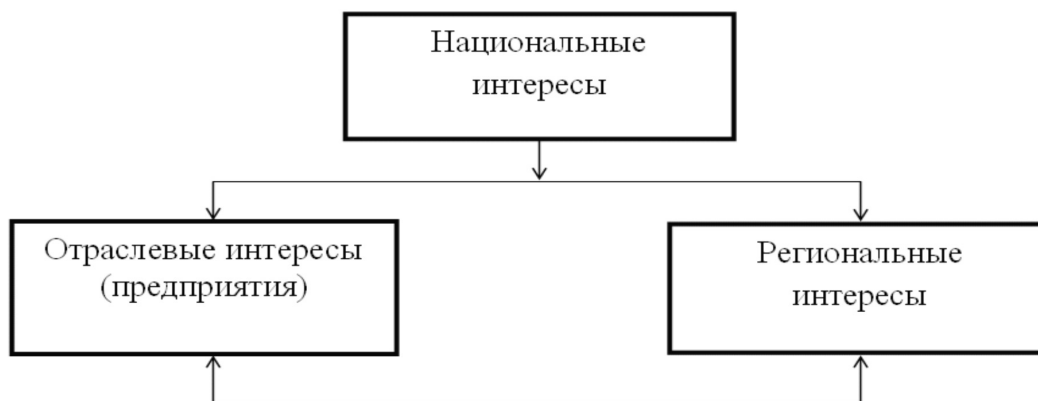 Национальные
интересы
Отраслевые интересы
(предприятия)
Региональные
интересы